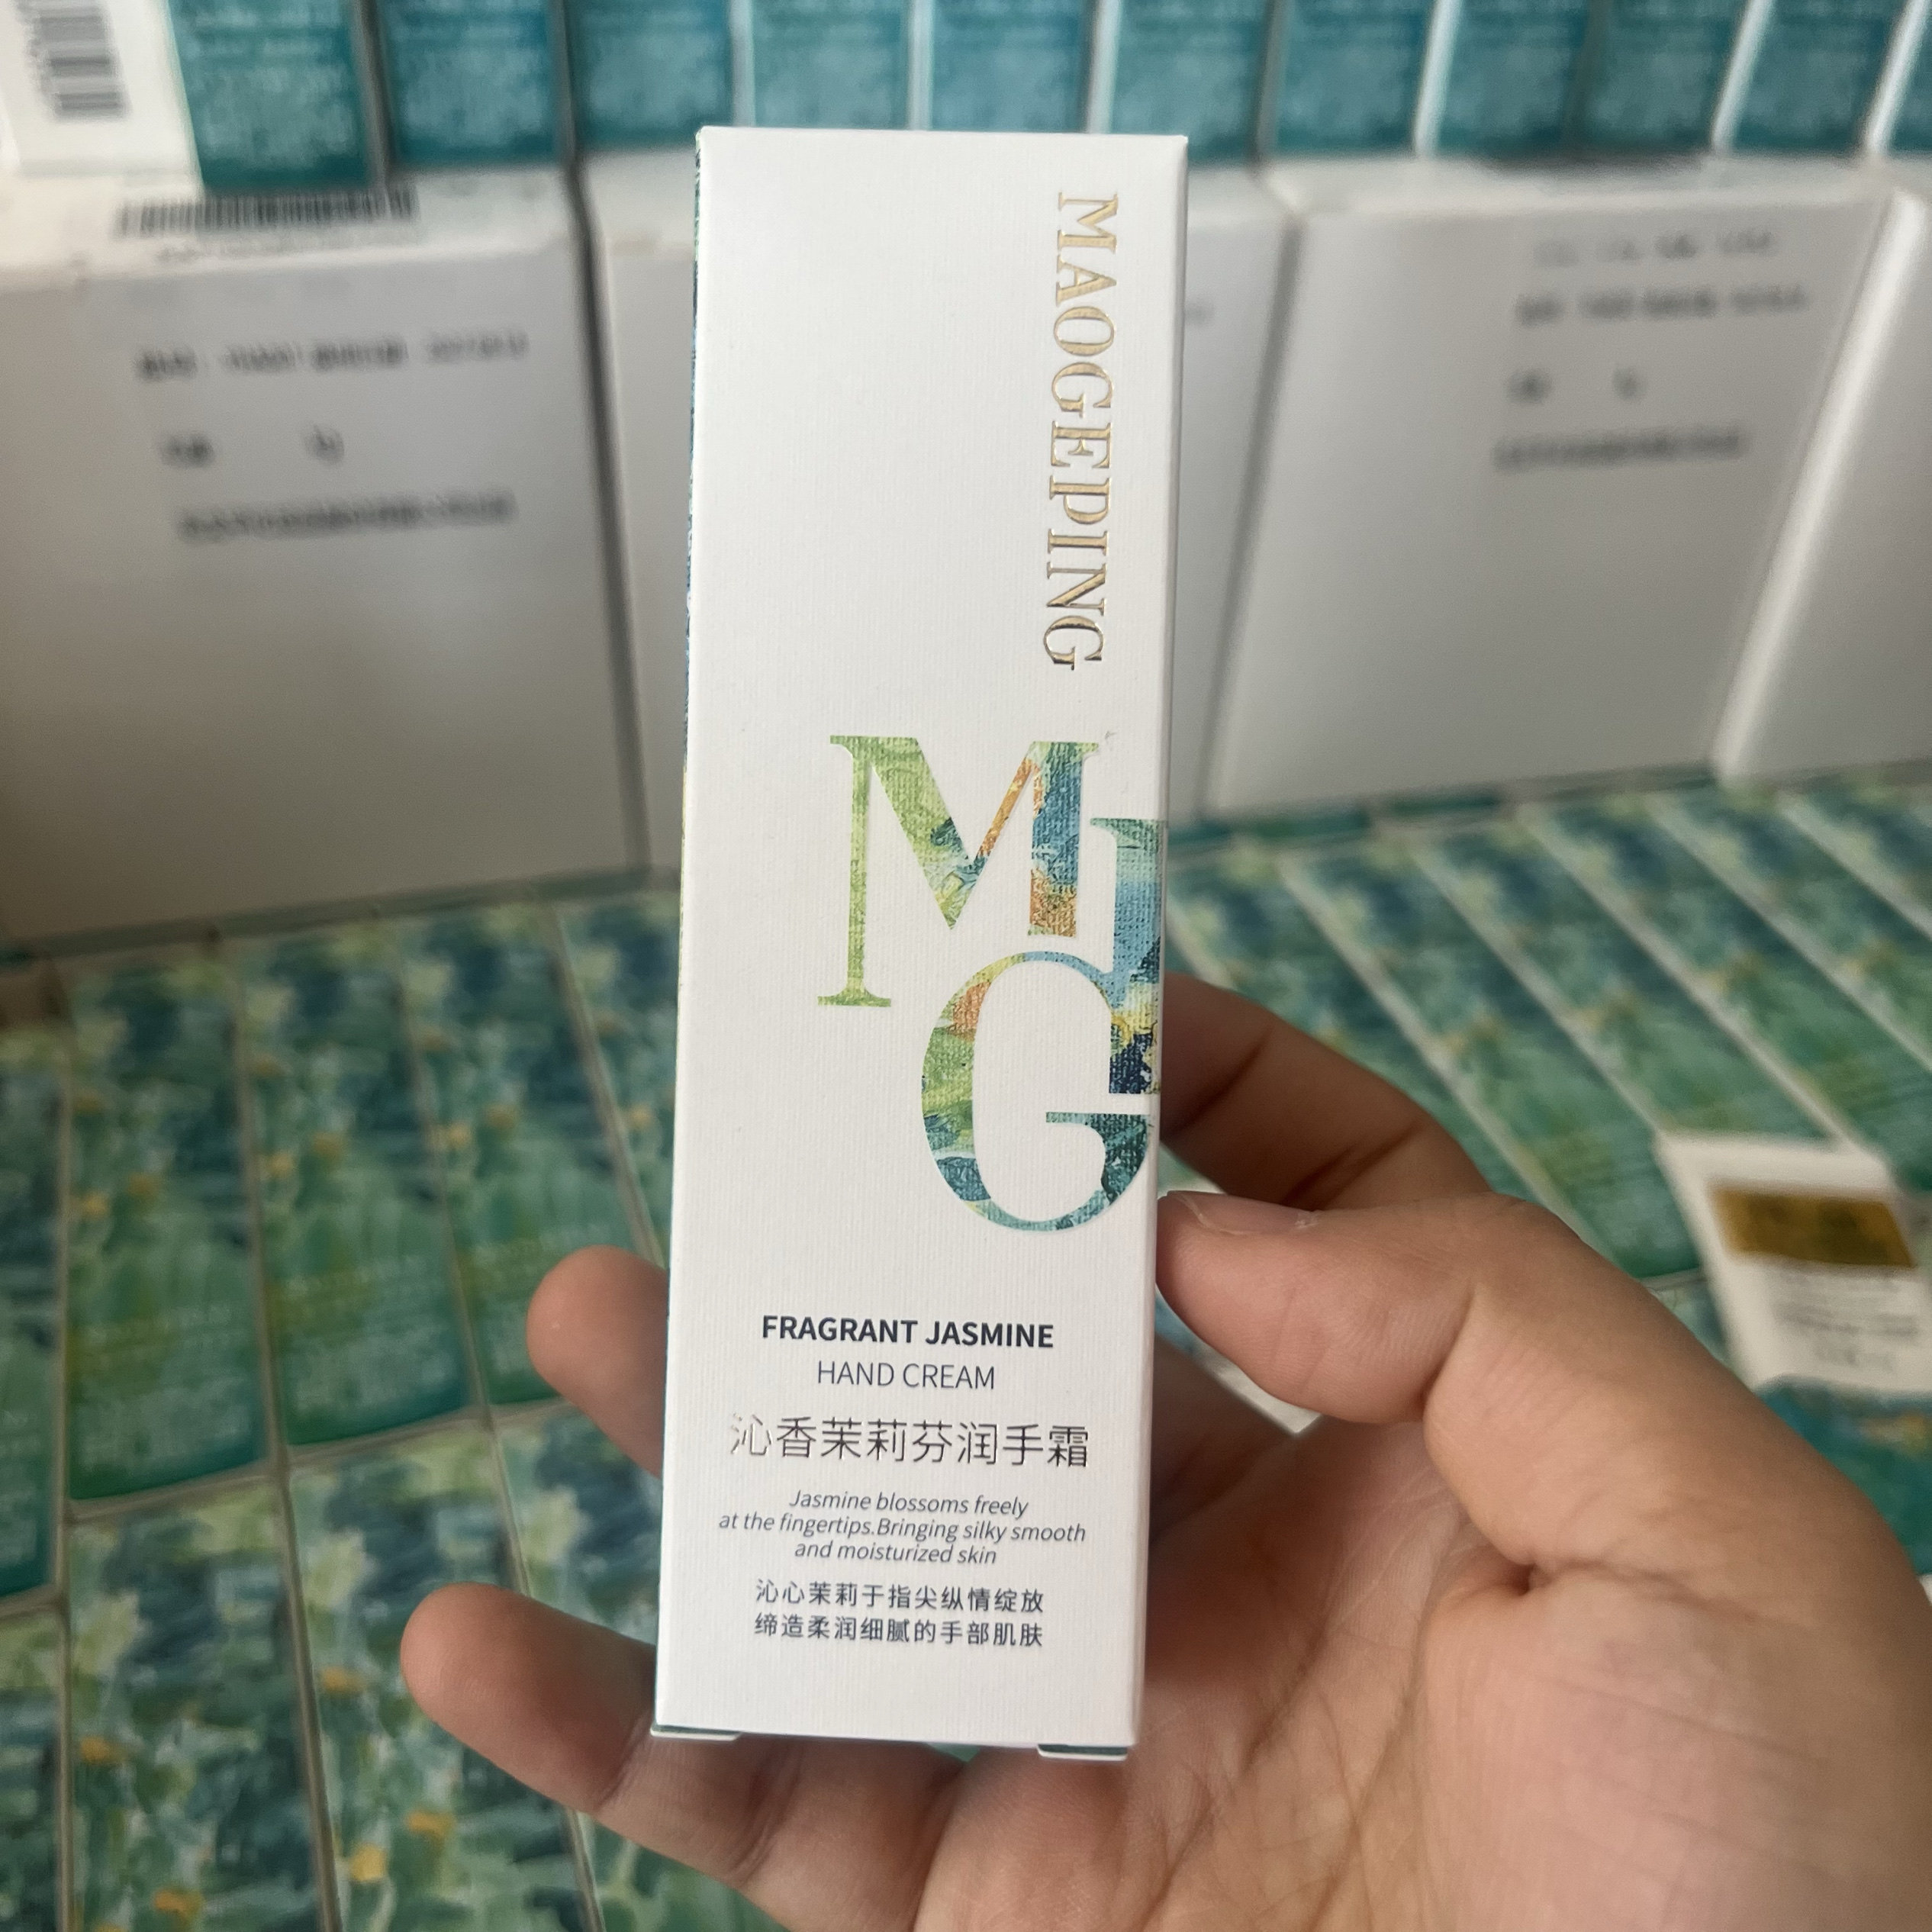 MAOGEPING
M
G
FRAGRANT JASMINE
HAND CREAM
沁香茉莉芬润手霜
Jasmine blossoms freely
at the fingertips.Bringing silky smooth
and moisturized skin
沁心茉莉于指尖纵情绽放
缔造柔润细腻的手部肌肤